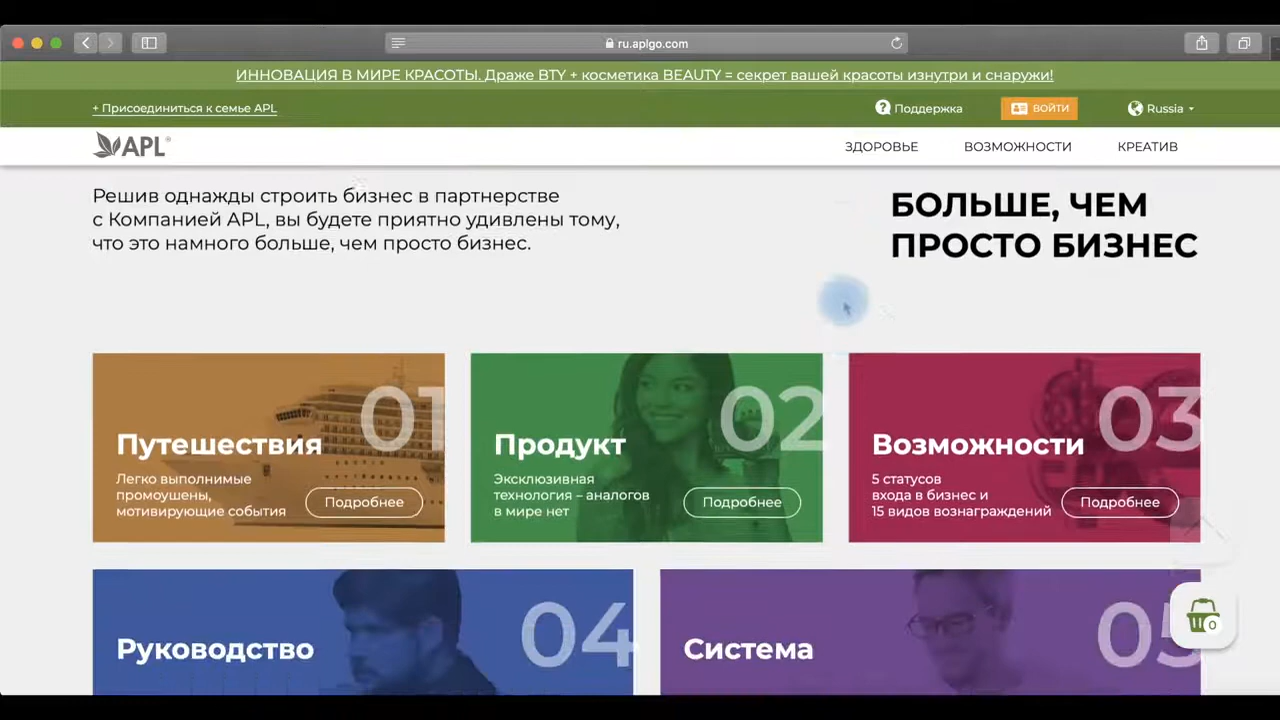 ru.aplgo.com
ИННОВАЦИЯ В МИРЕ КРАСОТЫ. Драже BTY + косметика BEAUTY = секрет вашей красоты изнутри и снаружи!
+ Присоединиться к семье APL
Поддержка
ВОЙТИ
Russia
APL®
ЗДОРОВЬЕ
ВОЗМОЖНОСТИ
КРЕАТИВ
Решив однажды строить бизнес в партнерстве
с Компанией APL, вы будете приятно удивлены тому,
что это намного больше, чем просто бизнес.
БОЛЬШЕ, ЧЕМ
ПРОСТО БИЗНЕС
01
Путешествия
Легко выполнимые
промоушены,
мотивирующие события
Подробнее
02
Продукт
Эксклюзивная
технология – аналогов
в мире нет
Подробнее
03
Возможности
5 статусов
входа в бизнес и
15 видов вознаграждений
Подробнее
04
Руководство
05
Система
0